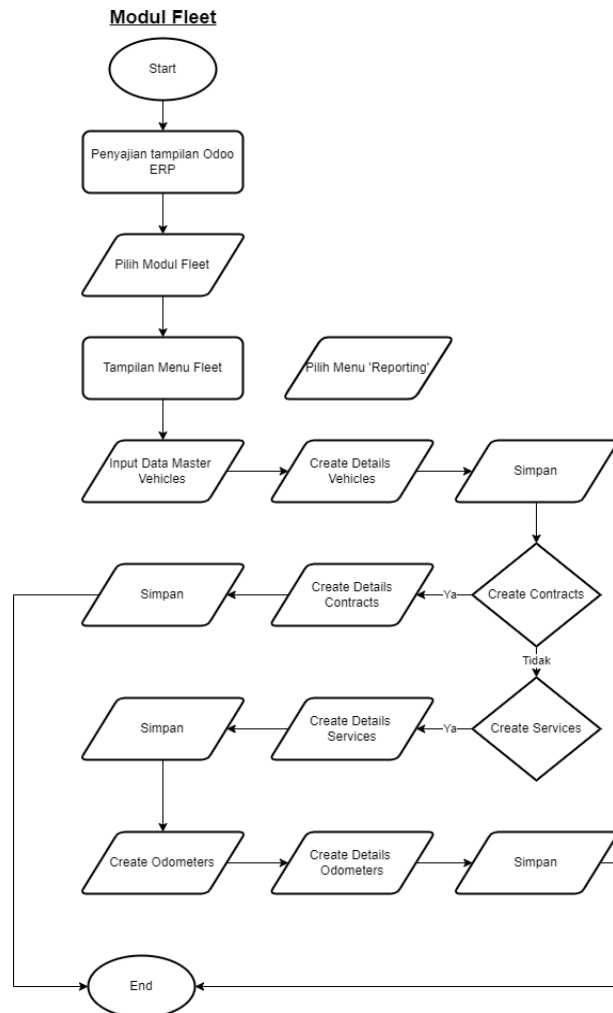 Modul Fleet
Start
Penyajian tampilan Odoo
ERP
Pilih Modul Fleet
Tampilan Menu Fleet
Pilih Menu 'Reporting'
Input Data Master
Vehicles
Create Details
Vehicles
Simpan
Create Contracts
Ya
Create Details
Contracts
Simpan
Tidak
Create Services
Ya
Create Details
Services
Simpan
Create Odometers
Create Details
Odometers
Simpan
End